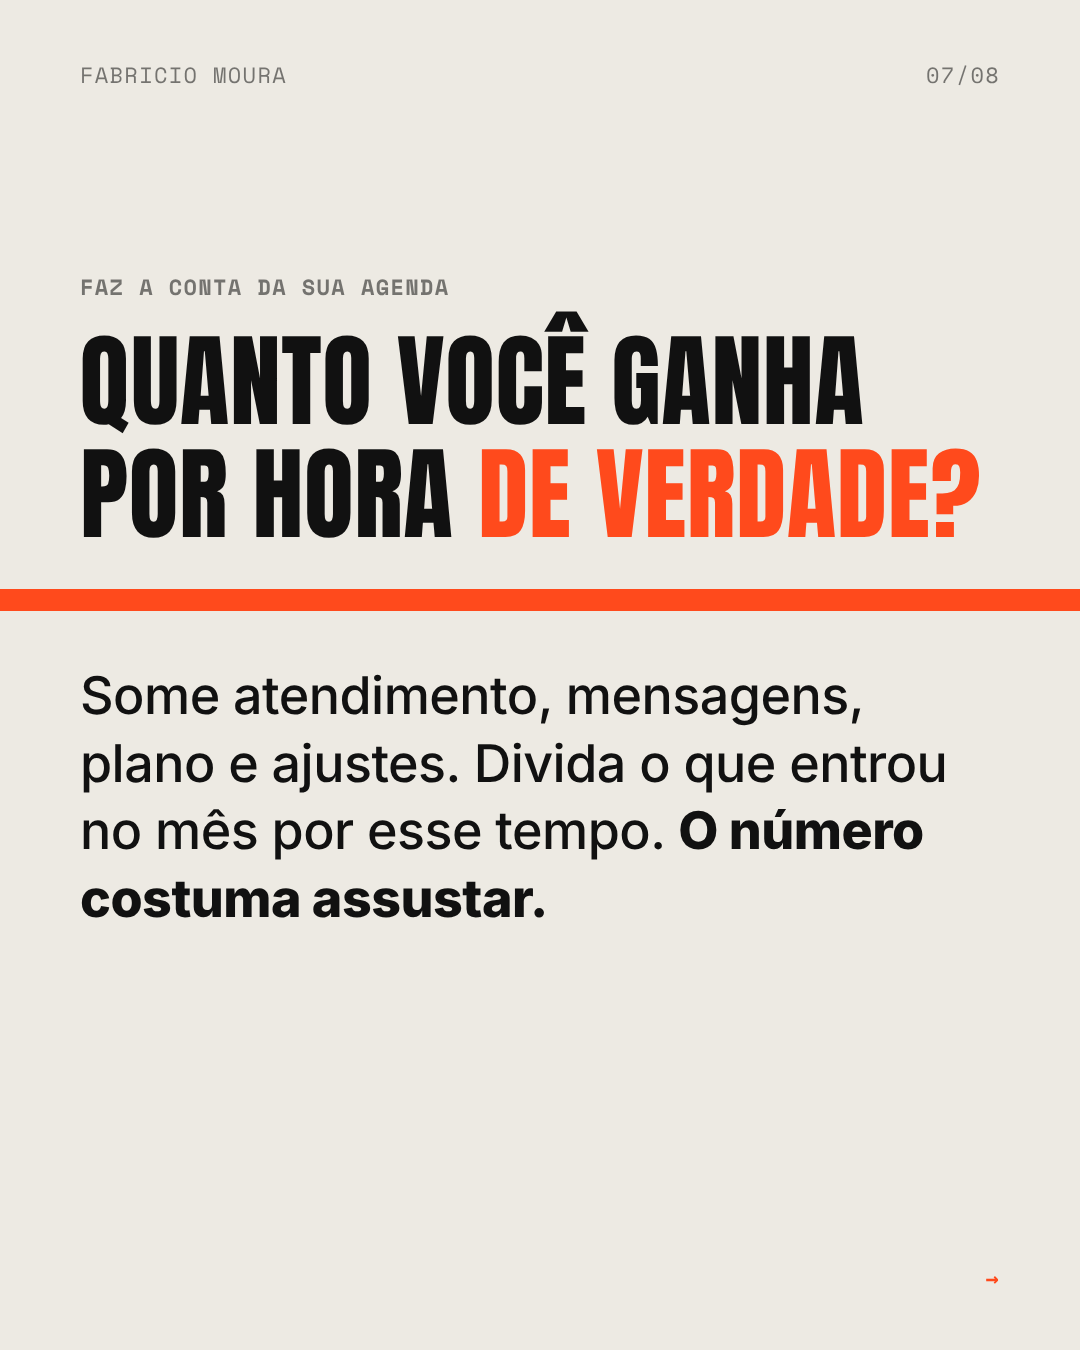 FABRICIO MOURA
07/08
FAZ A CONTA DA SUA AGENDA
QUANTO VOCÊ GANHA
POR HORA DE VERDADE?
Some atendimento, mensagens,
plano e ajustes. Divida o que entrou
no mês por esse tempo. O número
costuma assustar.
→